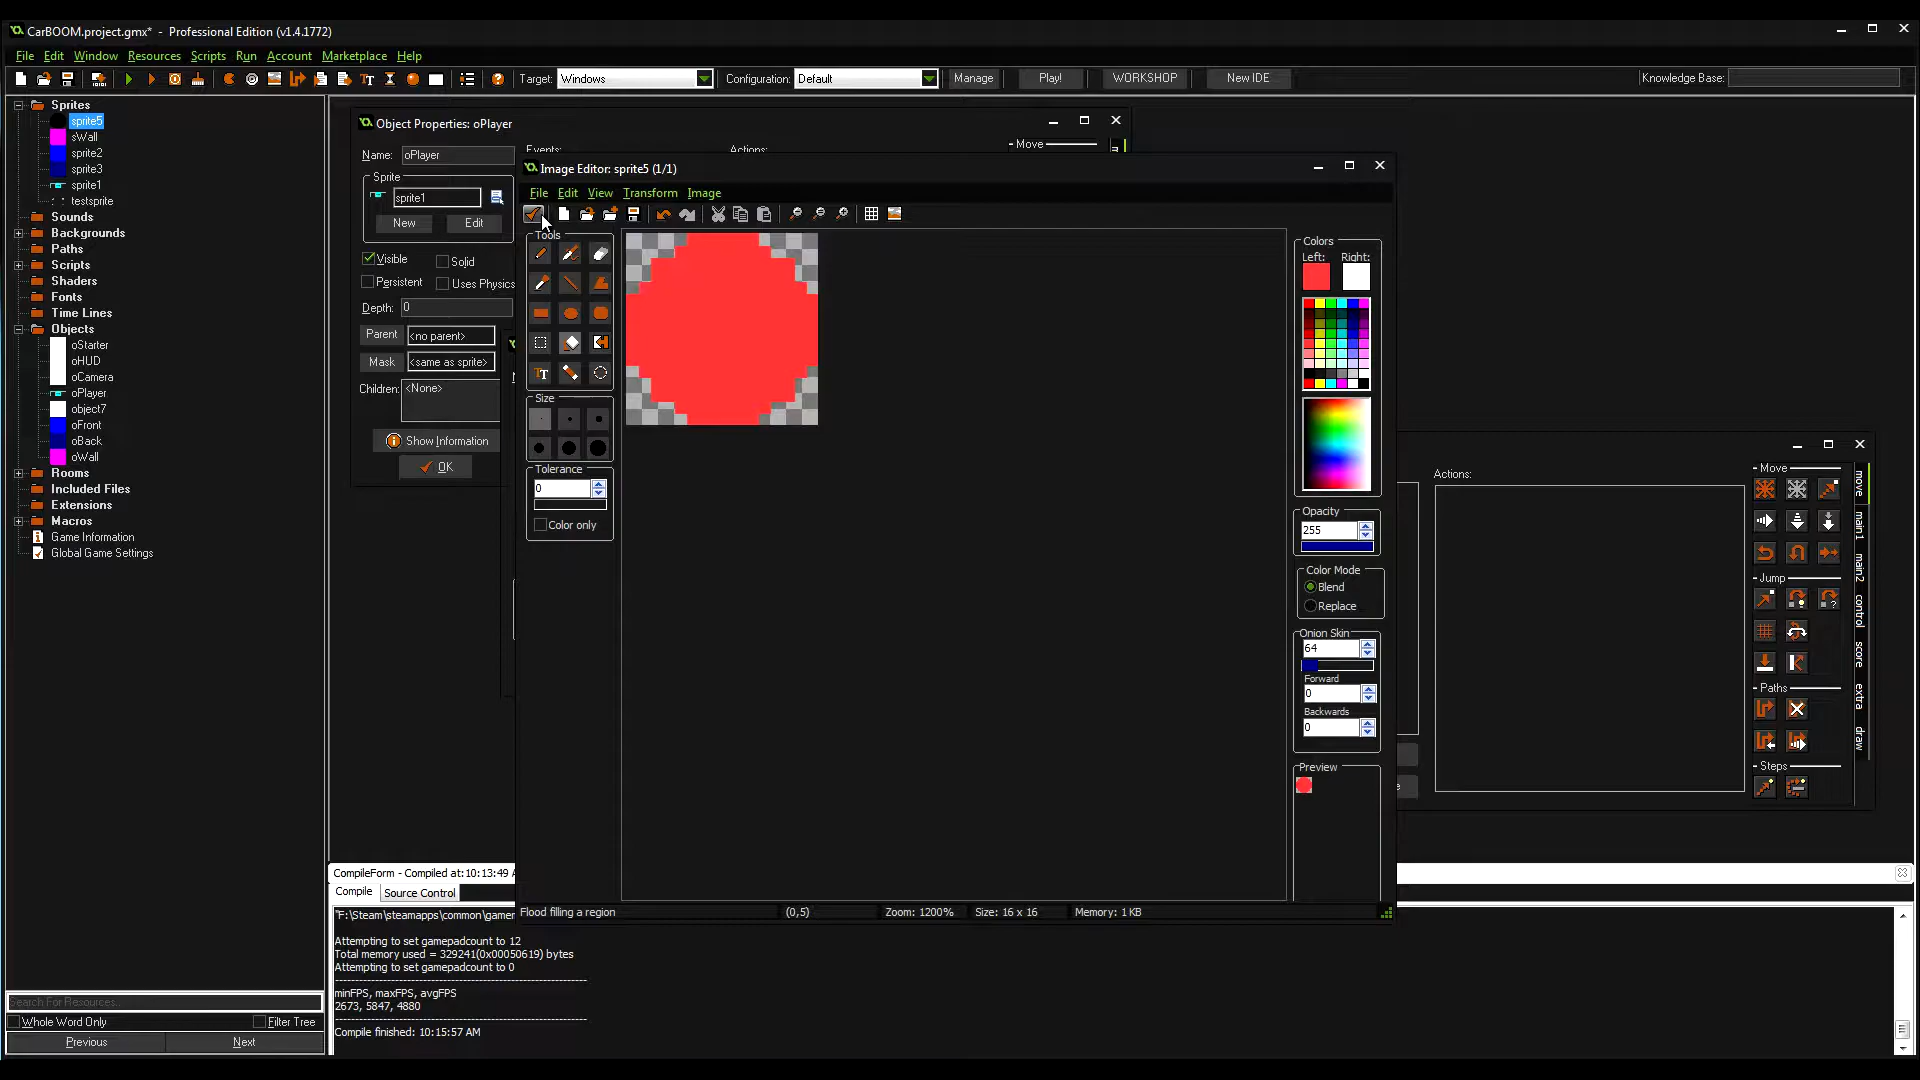 CarBOOM.project.gmx* - Professional Edition (v1.4.1772)
File Edit Window Resources Scripts Run Account Marketplace Help
Target: Windows Configuration: Default Manage Play! WORKSHOP New IDE Knowledge Base:
Sprites
sprite5
sWall
sprite2
sprite3
sprite1
testsprite
Sounds
Backgrounds
Paths
Scripts
Shaders
Fonts
Time Lines
Objects
oStarter
oHUD
oCamera
oPlayer
object7
oFront
oBack
oWall
Rooms
Included Files
Extensions
Macros
Game Information
Global Game Settings
Search For Resources..
Whole Word Only Filter Tree
Previous Next
Object Properties: oPlayer
Name: oPlayer
Events:
Actions:
Move
Sprite
sprite1
New Edit
Visible Solid
Persistent Uses Physics
Depth: 0
Parent <no parent>
Mask <same as sprite>
Children: <None>
Show Information
OK
Image Editor: sprite5 (1/1)
File Edit View Transform Image
Tools
Size
Tolerance
0
Color only
Colors
Left: Right:
Opacity
255
Color Mode
Blend
Replace
Onion Skin
64
Forward
0
Backwards
0
Preview
Flood filling a region (0,5) Zoom: 1200% Size: 16 x 16 Memory: 1 KB
Actions:
Move
Jump
Paths
Steps
move
main1
main2
control
score
extra
draw
CompileForm - Compiled at:10:13:49
Compile Source Control
"F:\Steam\steamapps\common\gamer
Attempting to set gamepadcount to 12
Total memory used = 329241(0x00050619) bytes
Attempting to set gamepadcount to 0
minFPS, maxFPS, avgFPS
2673, 5847, 4880
Compile finished: 10:15:57 AM